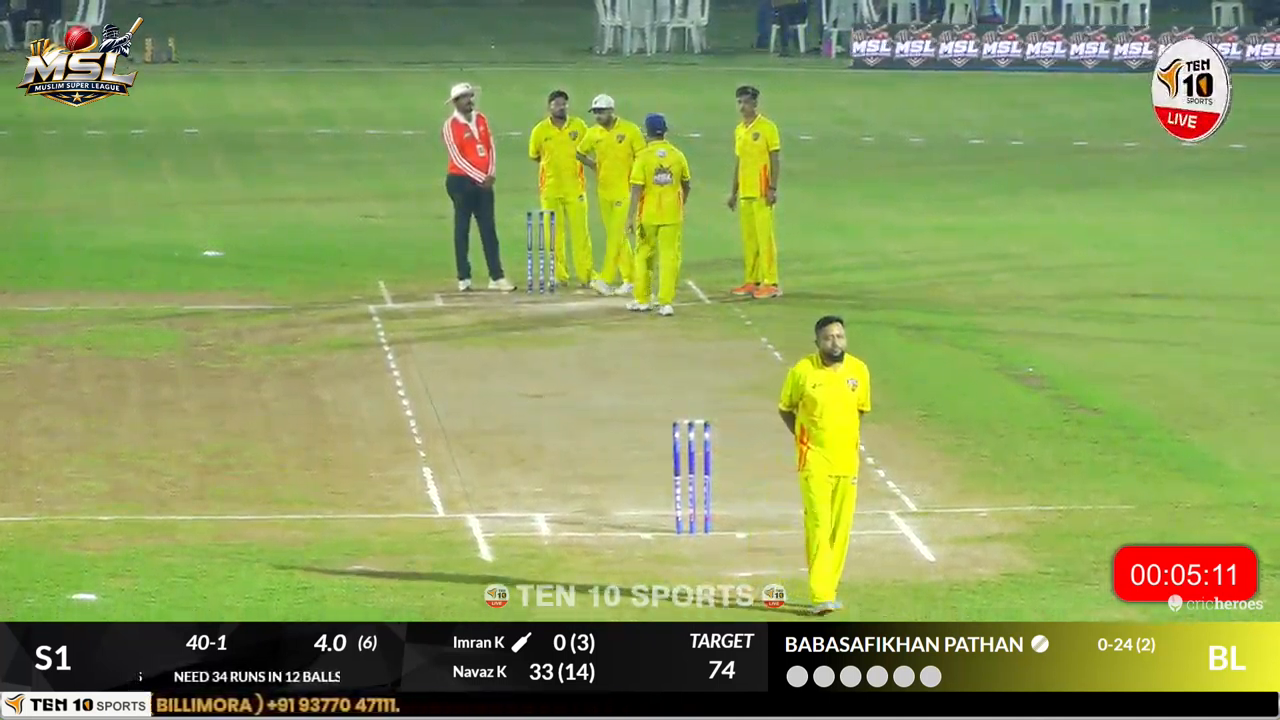 MSL
MUSLIM SUPER LEAGUE
MSL MSL MSL MSL MSL MSL MSL MSL MSL
TEN
10
SPORTS
LIVE
00:05:11
cricheroes
TEN 10 SPORTS
S1
40-1 4.0 (6)
NEED 34 RUNS IN 12 BALLS
Imran K 0 (3)
Navaz K 33 (14)
TARGET
74
BABASAFIKHAN PATHAN 0-24 (2)
BL
TEN 10 SPORTS BILLIMORA ) +91 93770 47111.